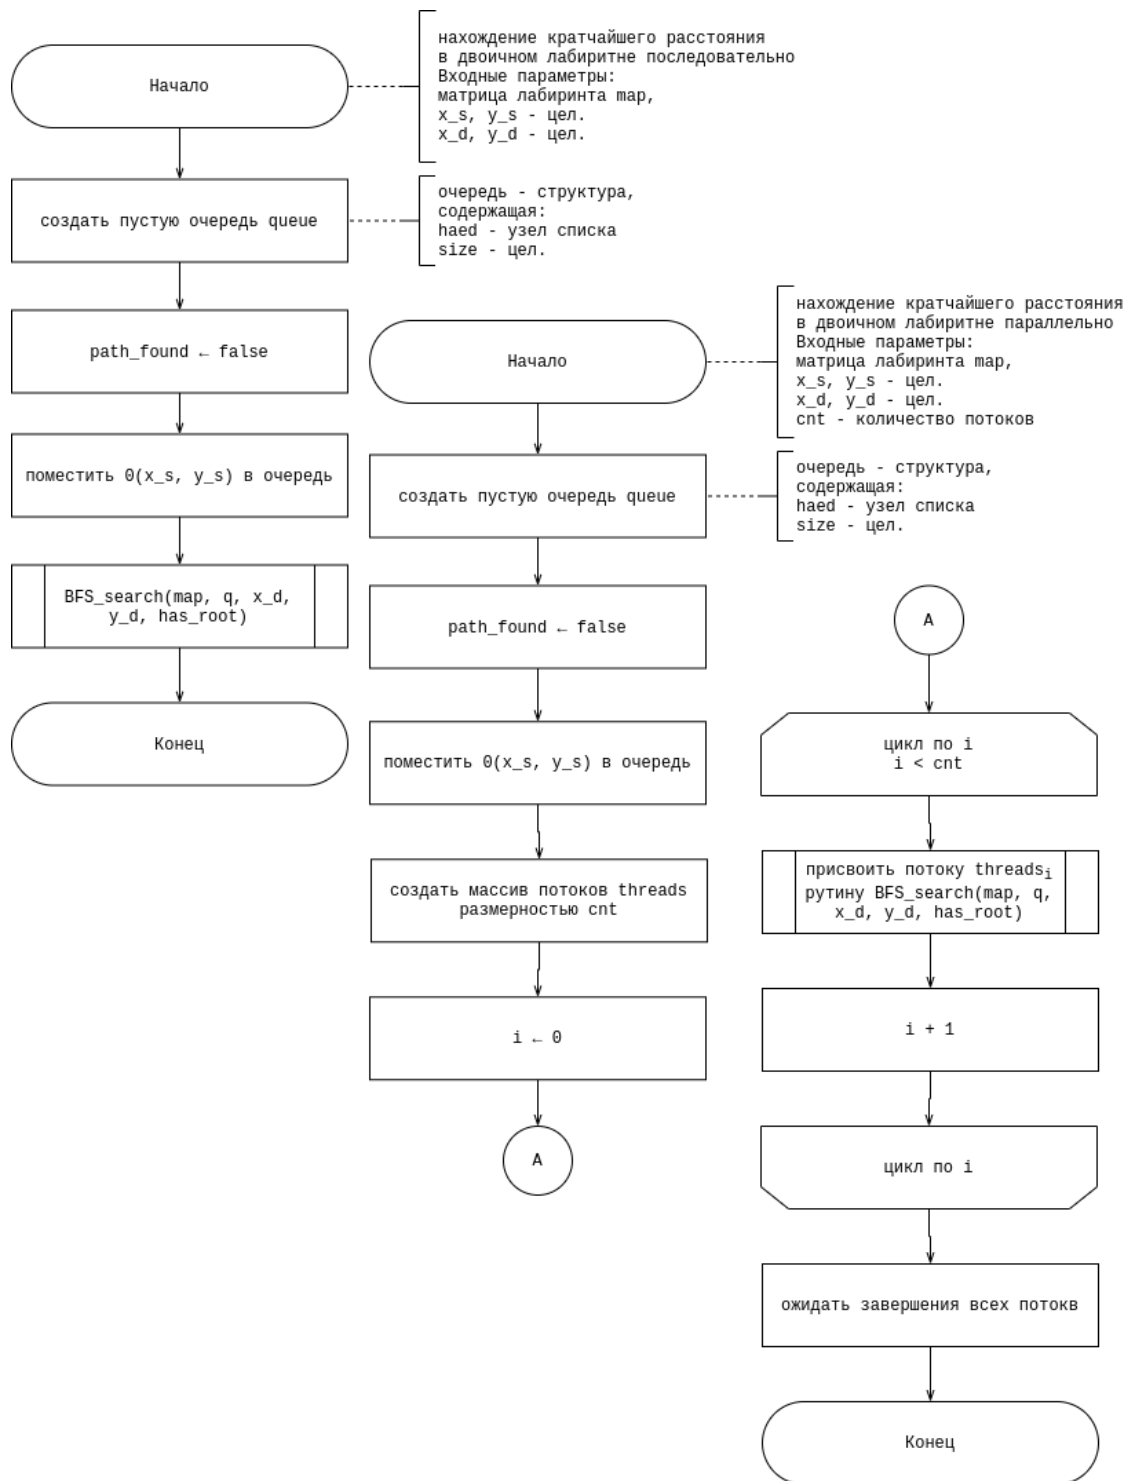 Начало
нахождение кратчайшего расстояния
в двоичном лабиритне последовательно
Входные параметры:
матрица лабиринта map,
x_s, y_s - цел.
x_d, y_d - цел.
создать пустую очередь queue
очередь - структура,
содержащая:
haed - узел списка
size - цел.
path_found ← false
поместить 0(x_s, y_s) в очередь
BFS_search(map, q, x_d,
y_d, has_root)
Конец
Начало
нахождение кратчайшего расстояния
в двоичном лабиритне параллельно
Входные параметры:
матрица лабиринта map,
x_s, y_s - цел.
x_d, y_d - цел.
cnt - количество потоков
создать пустую очередь queue
очередь - структура,
содержащая:
haed - узел списка
size - цел.
path_found ← false
поместить 0(x_s, y_s) в очередь
создать массив потоков threads
размерностью cnt
i ← 0
A
A
цикл по i
i < cnt
присвоить потоку threadsi
рутину BFS_search(map, q,
x_d, y_d, has_root)
i + 1
цикл по i
ожидать завершения всех потокв
Конец